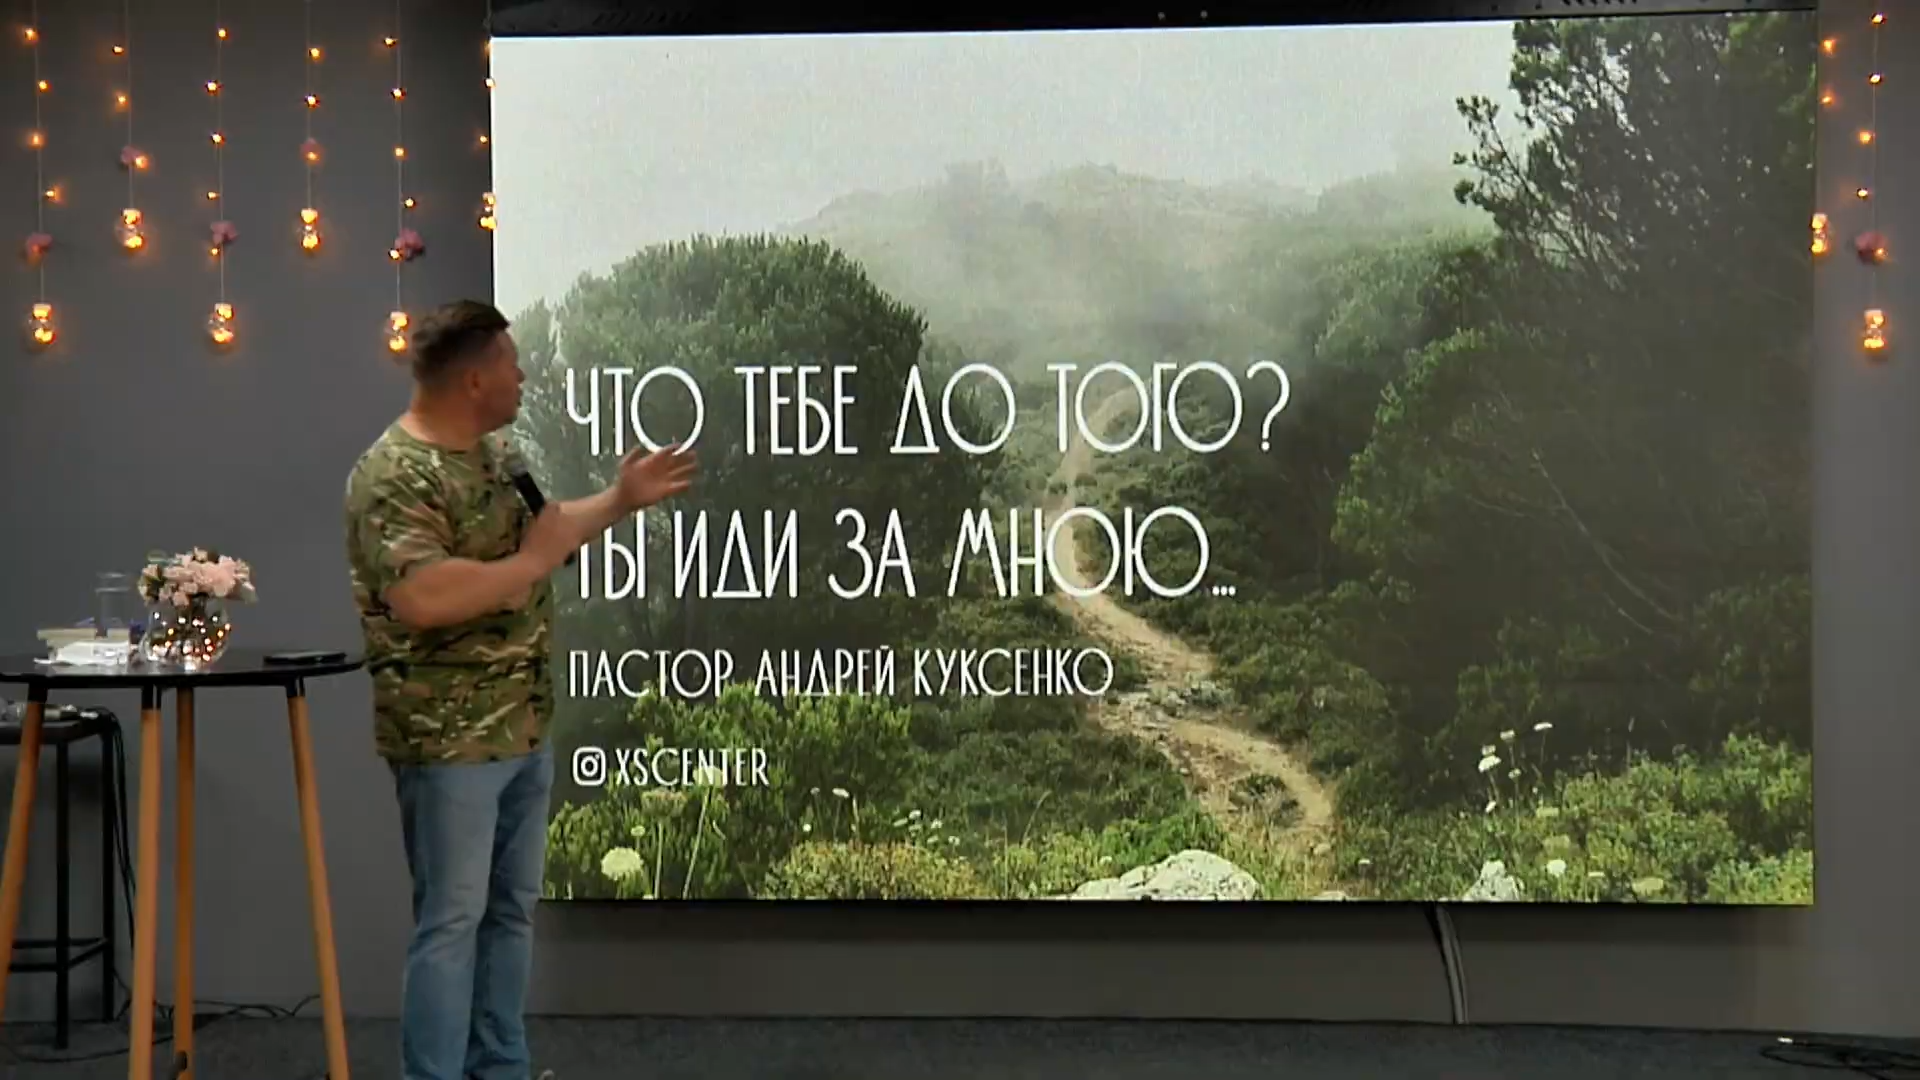 ЧТО ТЕБЕ ДО ТОГО?
ТЫ ИДИ ЗА МНОЮ...
ПАСТОР АНДРЕЙ КУКСЕНКО
XSCENTER